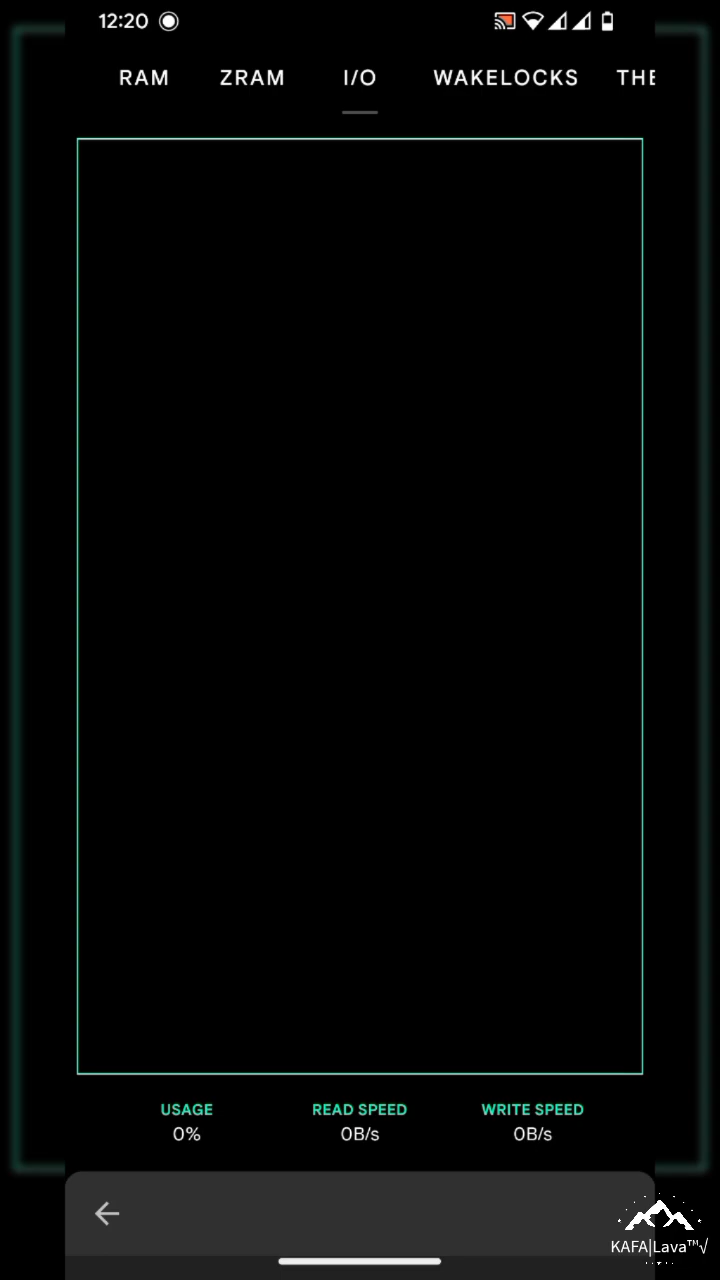 12:20
RAM ZRAM I/O WAKELOCKS THE
USAGE READ SPEED WRITE SPEED
0% 0B/s 0B/s
KAFA|Lava™√